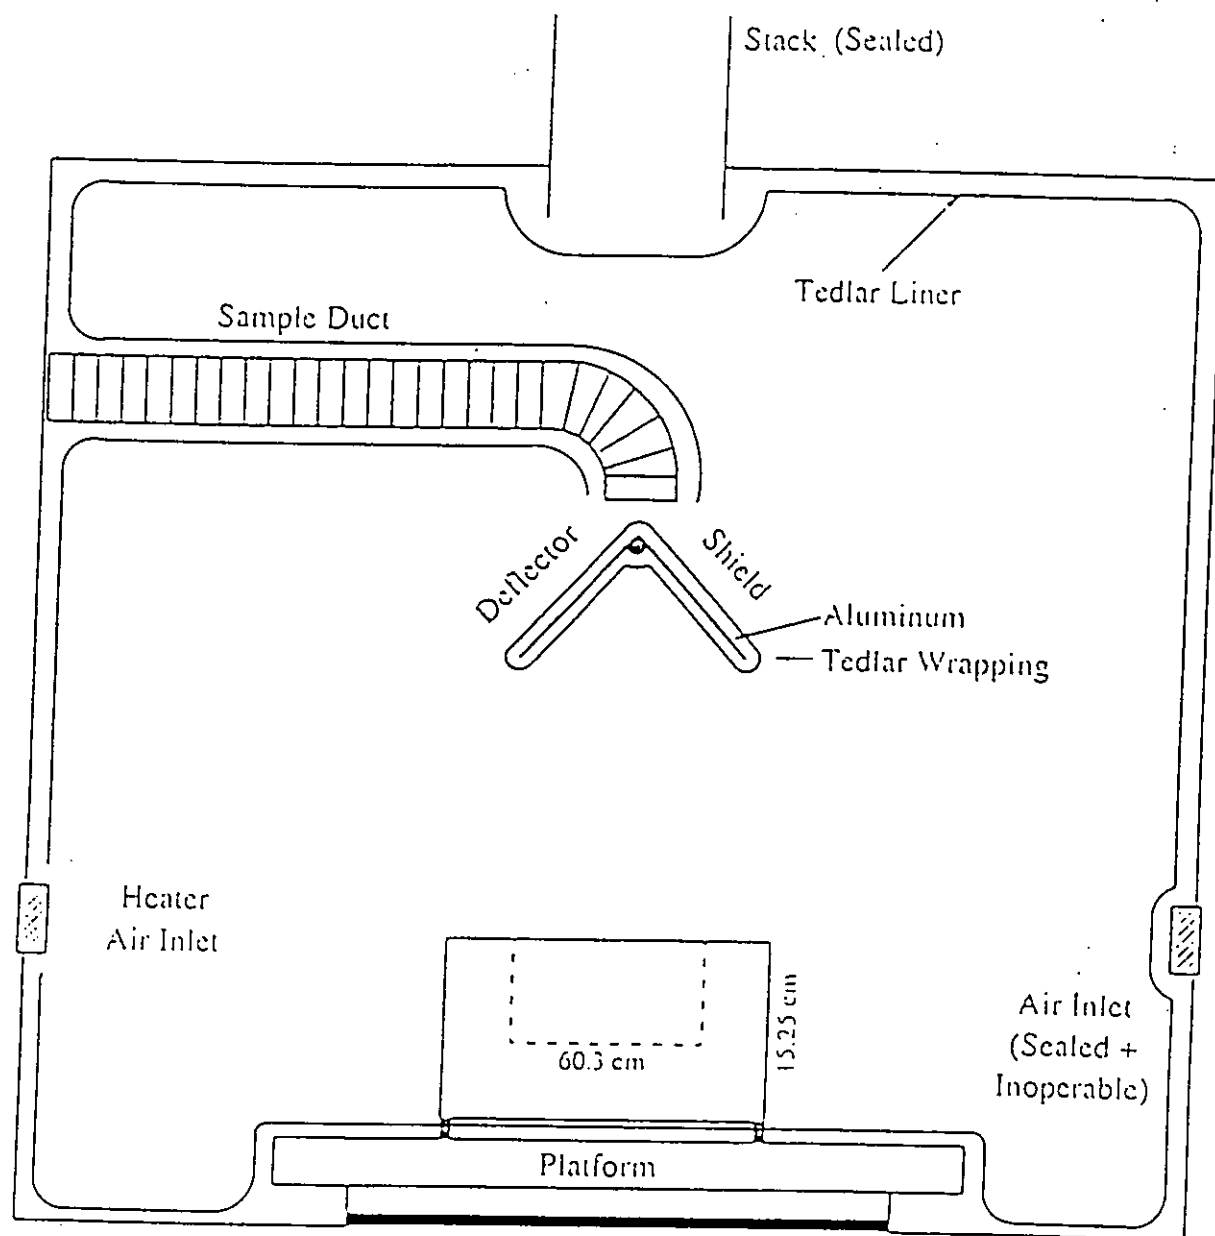 Stack (Sealed)
Tedlar Liner
Sample Duct
Deflector
Shield
Aluminum
Tedlar Wrapping
Heater
Air Inlet
60.3 cm
15.25 cm
Air Inlet
(Sealed +
Inoperable)
Platform